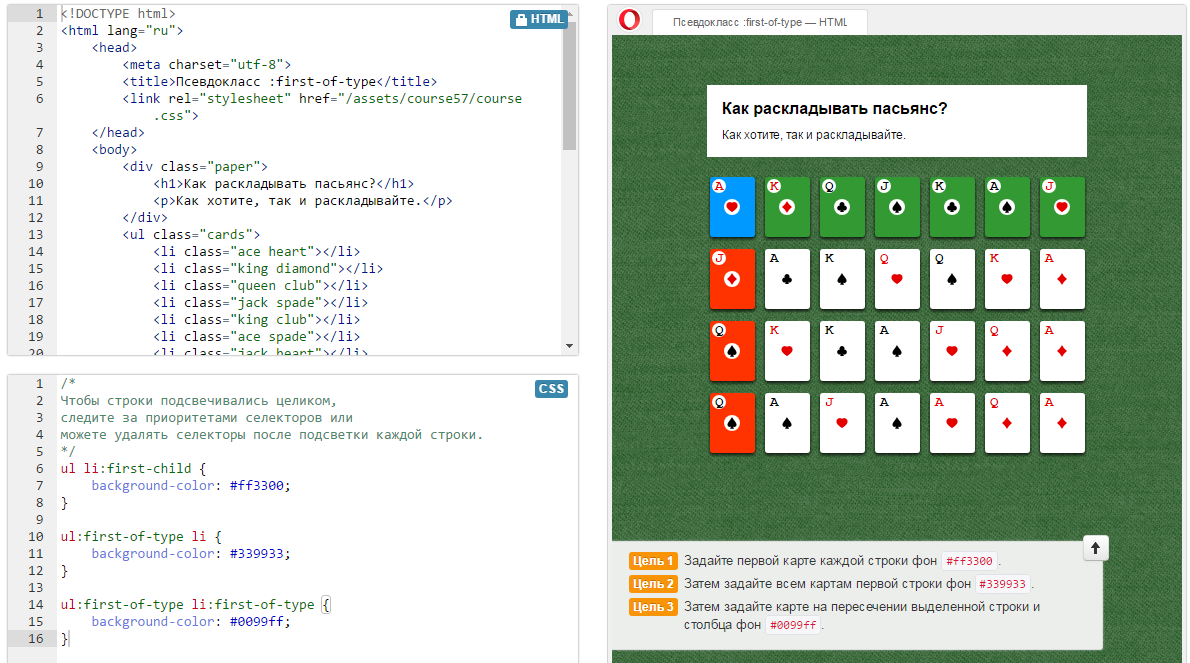 1 <!DOCTYPE html>
HTML
2 <html lang="ru">
3 <head>
4 <meta charset="utf-8">
5 <title>Псевдокласс :first-of-type</title>
6 <link rel="stylesheet" href="/assets/course57/course
.css">
7 </head>
8 <body>
9 <div class="paper">
10 <h1>Как раскладывать пасьянс?</h1>
11 <p>Как хотите, так и раскладывайте.</p>
12 </div>
13 <ul class="cards">
14 <li class="ace heart"></li>
15 <li class="king diamond"></li>
16 <li class="queen club"></li>
17 <li class="jack spade"></li>
18 <li class="king club"></li>
19 <li class="ace spade"></li>
20 <li class="jack heart"></li>
CSS
1 /*
2 Чтобы строки подсвечивались целиком,
3 следите за приоритетами селекторов или
4 можете удалять селекторы после подсветки каждой строки.
5 */
6 ul li:first-child {
7 background-color: #ff3300;
8 }
9
10 ul:first-of-type li {
11 background-color: #339933;
12 }
13
14 ul:first-of-type li:first-of-type {
15 background-color: #0099ff;
16 }
Псевдокласс :first-of-type — HTML
Как раскладывать пасьянс?
Как хотите, так и раскладывайте.
A K Q J K A J
J A K Q Q K A
Q K K A J Q A
Q A J A A Q A
Цель 1 Задайте первой карте каждой строки фон #ff3300 .
Цель 2 Затем задайте всем картам первой строки фон #339933 .
Цель 3 Затем задайте карте на пересечении выделенной строки и
столбца фон #0099ff .